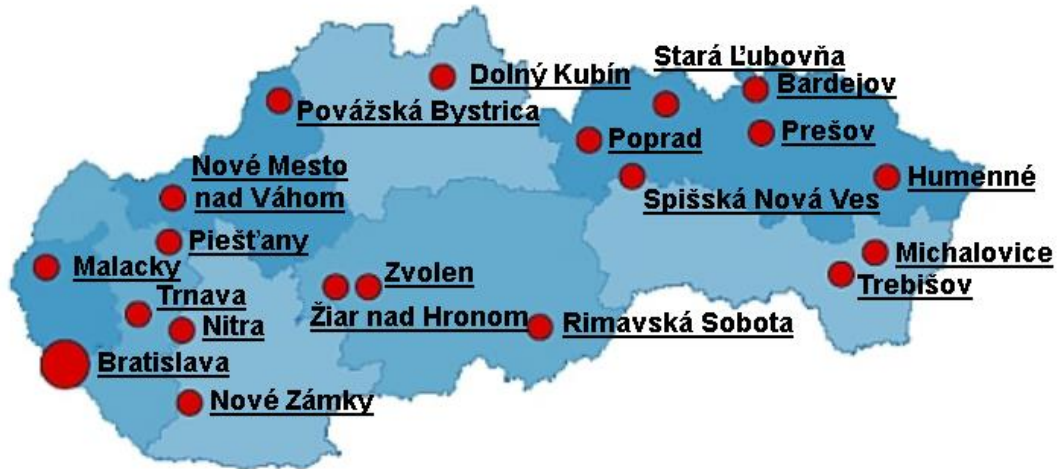 Stará Ľubovňa
Dolný Kubín
Bardejov
Považská Bystrica
Prešov
Poprad
Nové Mesto
nad Váhom
Humenné
Spišská Nová Ves
Piešťany
Michalovice
Malacky
Zvolen
Trebišov
Trnava
Žiar nad Hronom
Nitra
Rimavská Sobota
Bratislava
Nové Zámky